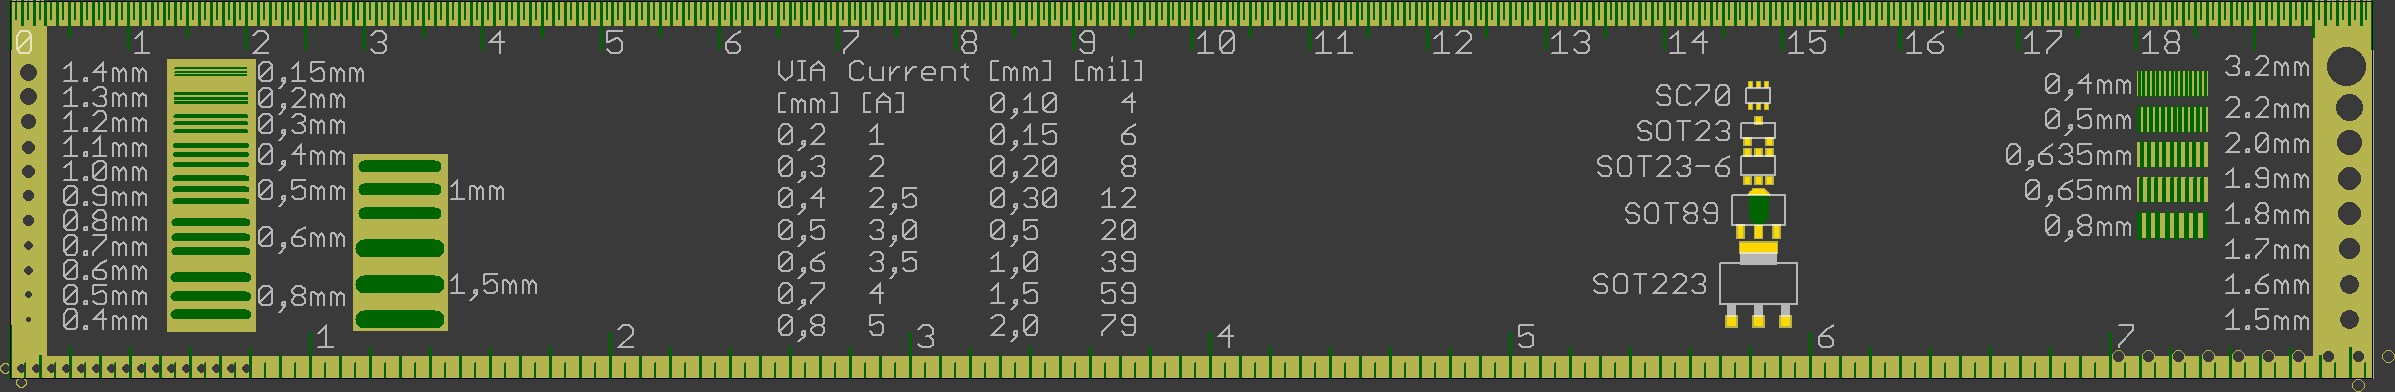 0 1 2 3 4 5 6 7 8 9 10 11 12 13 14 15 16 17 18
1.4mm
1.3mm
1.2mm
1.1mm
1.0mm
0.9mm
0.8mm
0.7mm
0.6mm
0.5mm
0.4mm
0,15mm
0,2mm
0,3mm
0,4mm
0,5mm
0,6mm
0,8mm
1mm
1,5mm
VIA Current [mm] [mil]
[mm] [A] 0,10 4
0,2 1 0,15 6
0,3 2 0,20 8
0,4 2,5 0,30 12
0,5 3,0 0,5 20
0,6 3,5 1,0 39
0,7 4 1,5 59
0,8 5 2,0 79
SC70
SOT23
SOT23-6
SOT89
SOT223
0,4mm
0,5mm
0,635mm
0,65mm
0,8mm
3.2mm
2.2mm
2.0mm
1.9mm
1.8mm
1.7mm
1.6mm
1.5mm
1 2 3 4 5 6 7